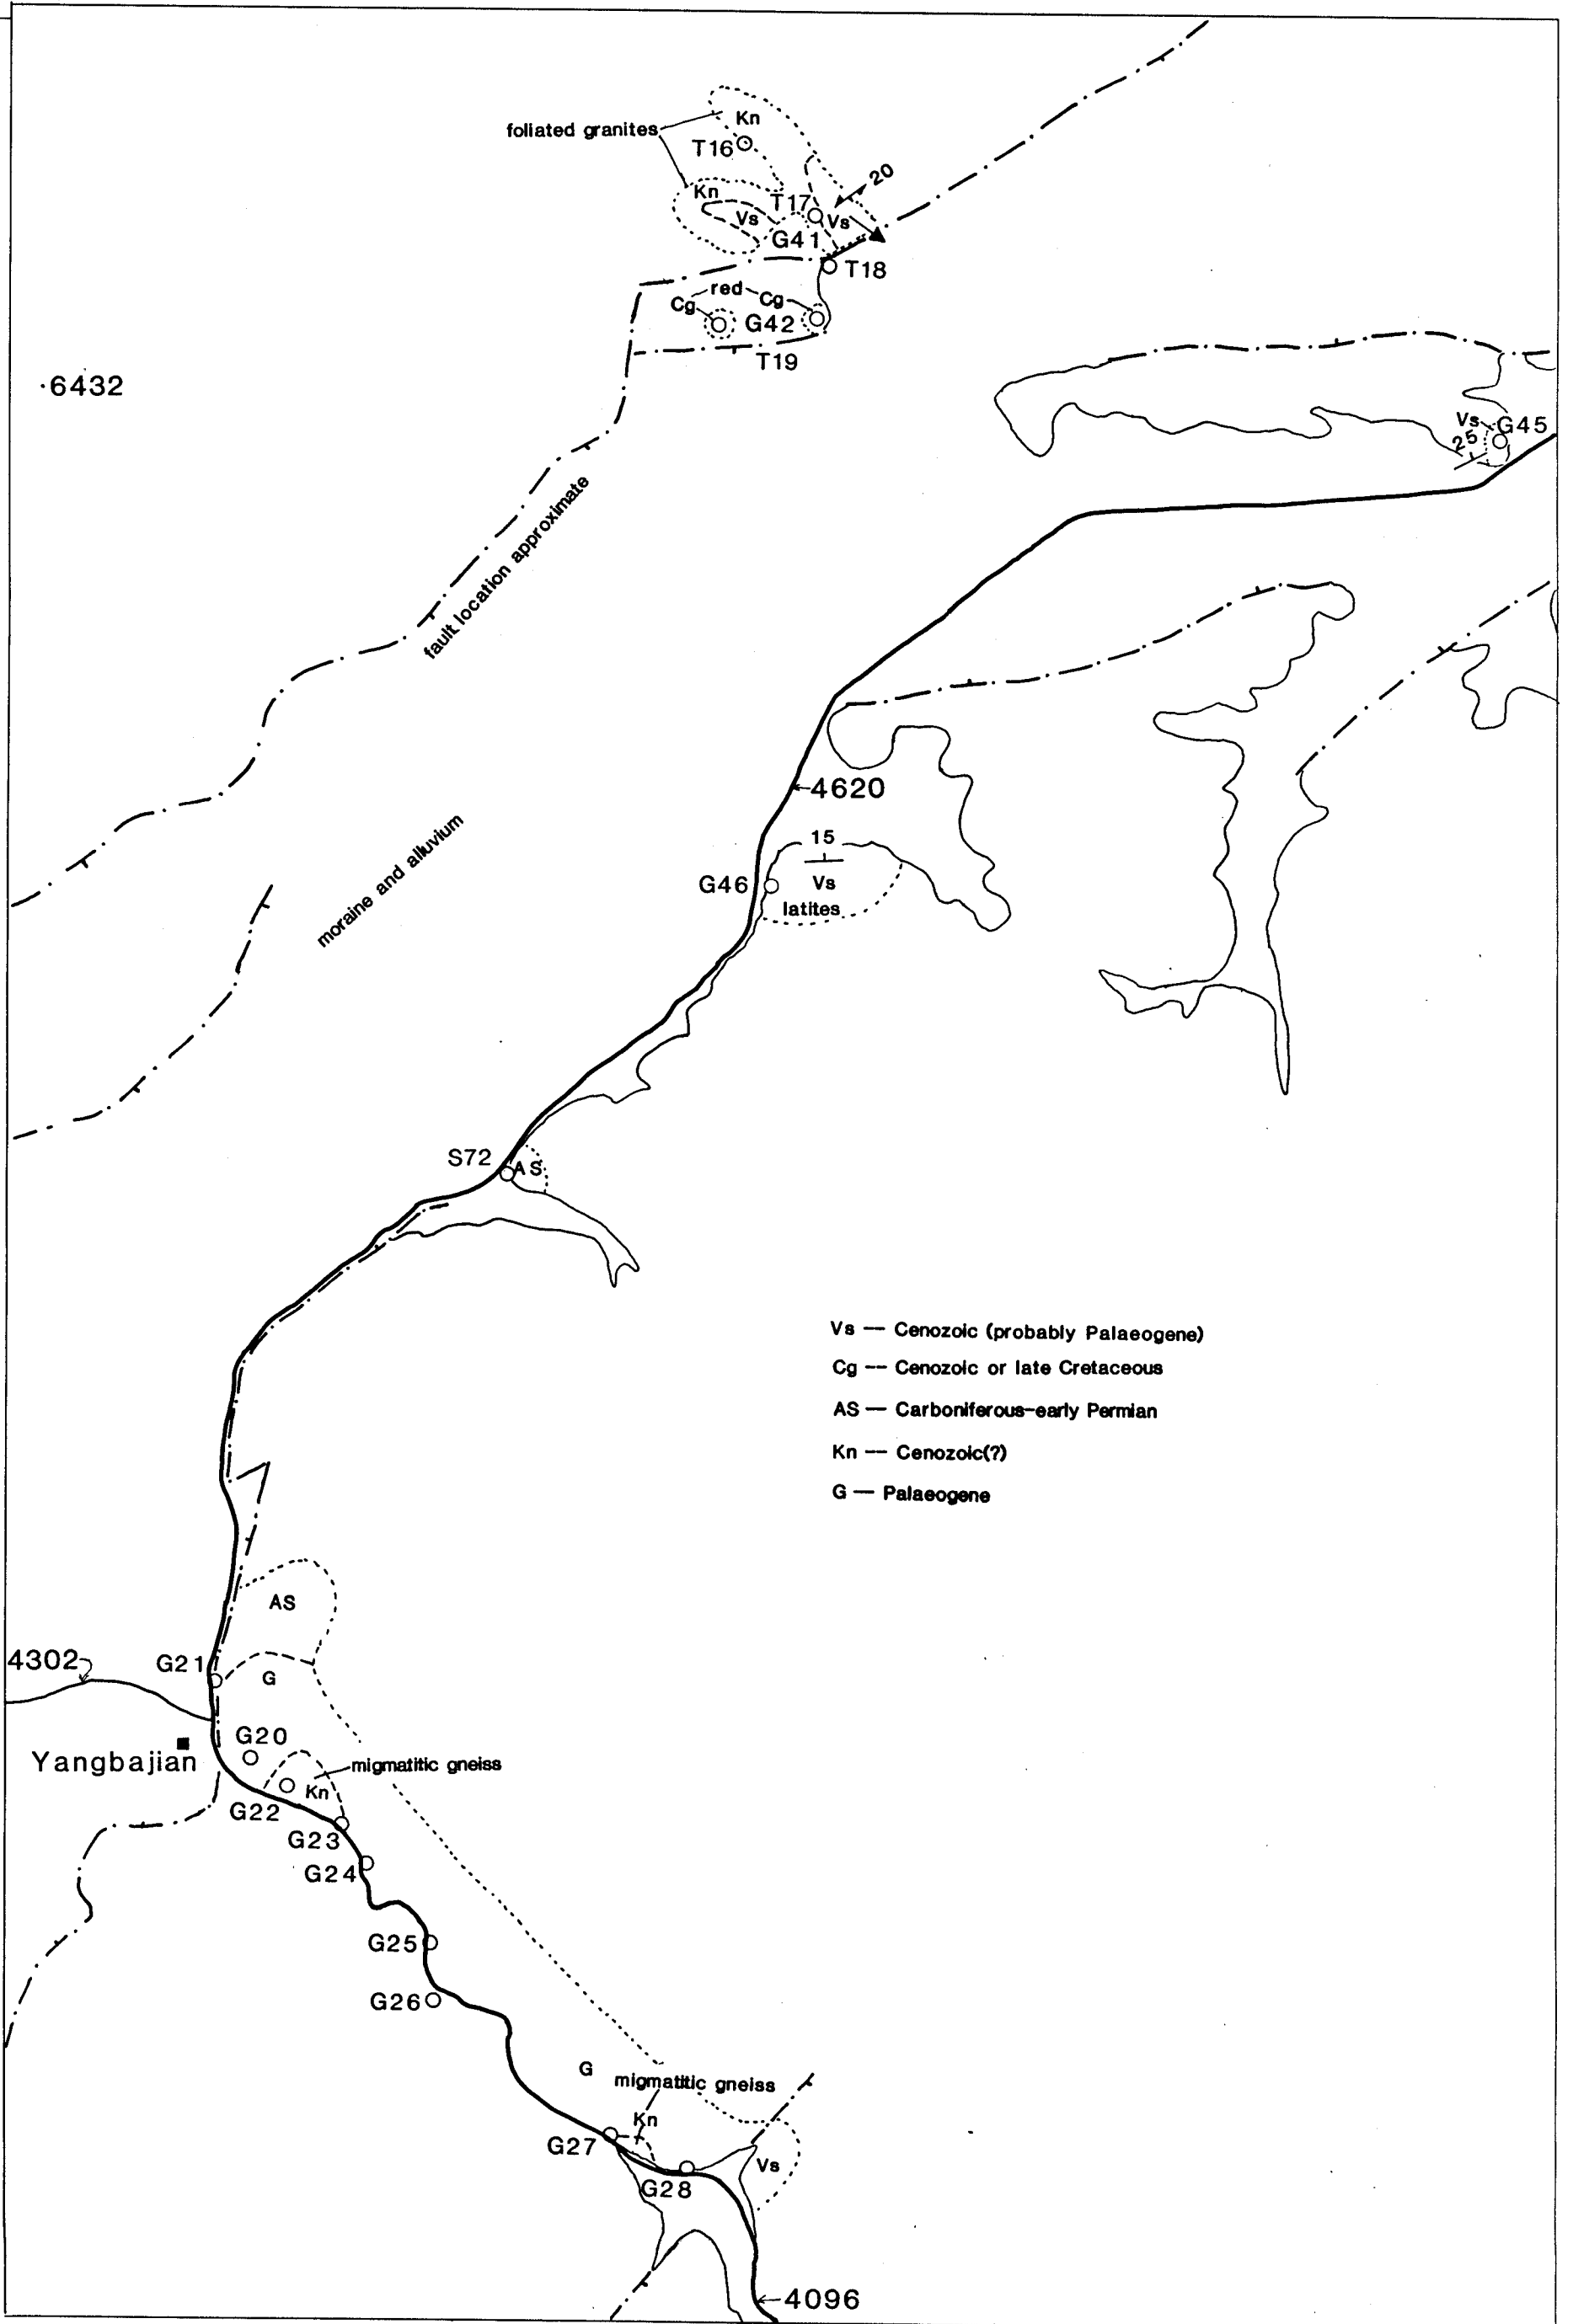 Kn
foliated granites
T16
20
Kn
T17
Vs
Vs
G41
T18
red
Cg
Cg
G42
T19
·6432
Vs
G45
25
fault location approximate
4620
moraine and alluvium
15
G46
Vs
latites
S72
AS
Vs — Cenozoic (probably Palaeogene)
Cg — Cenozoic or late Cretaceous
AS — Carboniferous-early Permian
Kn — Cenozoic(?)
G — Palaeogene
AS
4302
G21
G
G20
Yangbajian
migmatitic gneiss
Kn
G22
G23
G24
G25
G26
G
migmatitic gneiss
Kn
G27
Vs
G28
4096